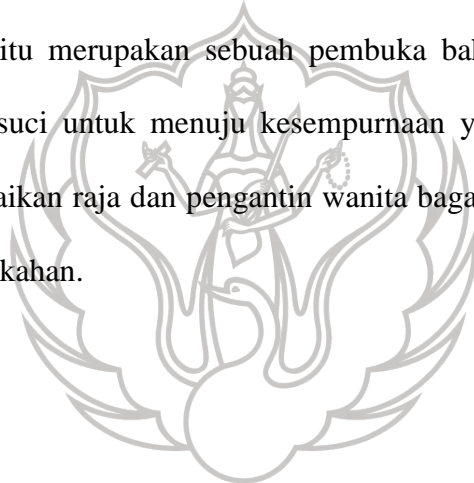 itu merupakan sebuah pembuka bal
suci untuk menuju kesempurnaan y
aikan raja dan pengantin wanita baga
kahan.